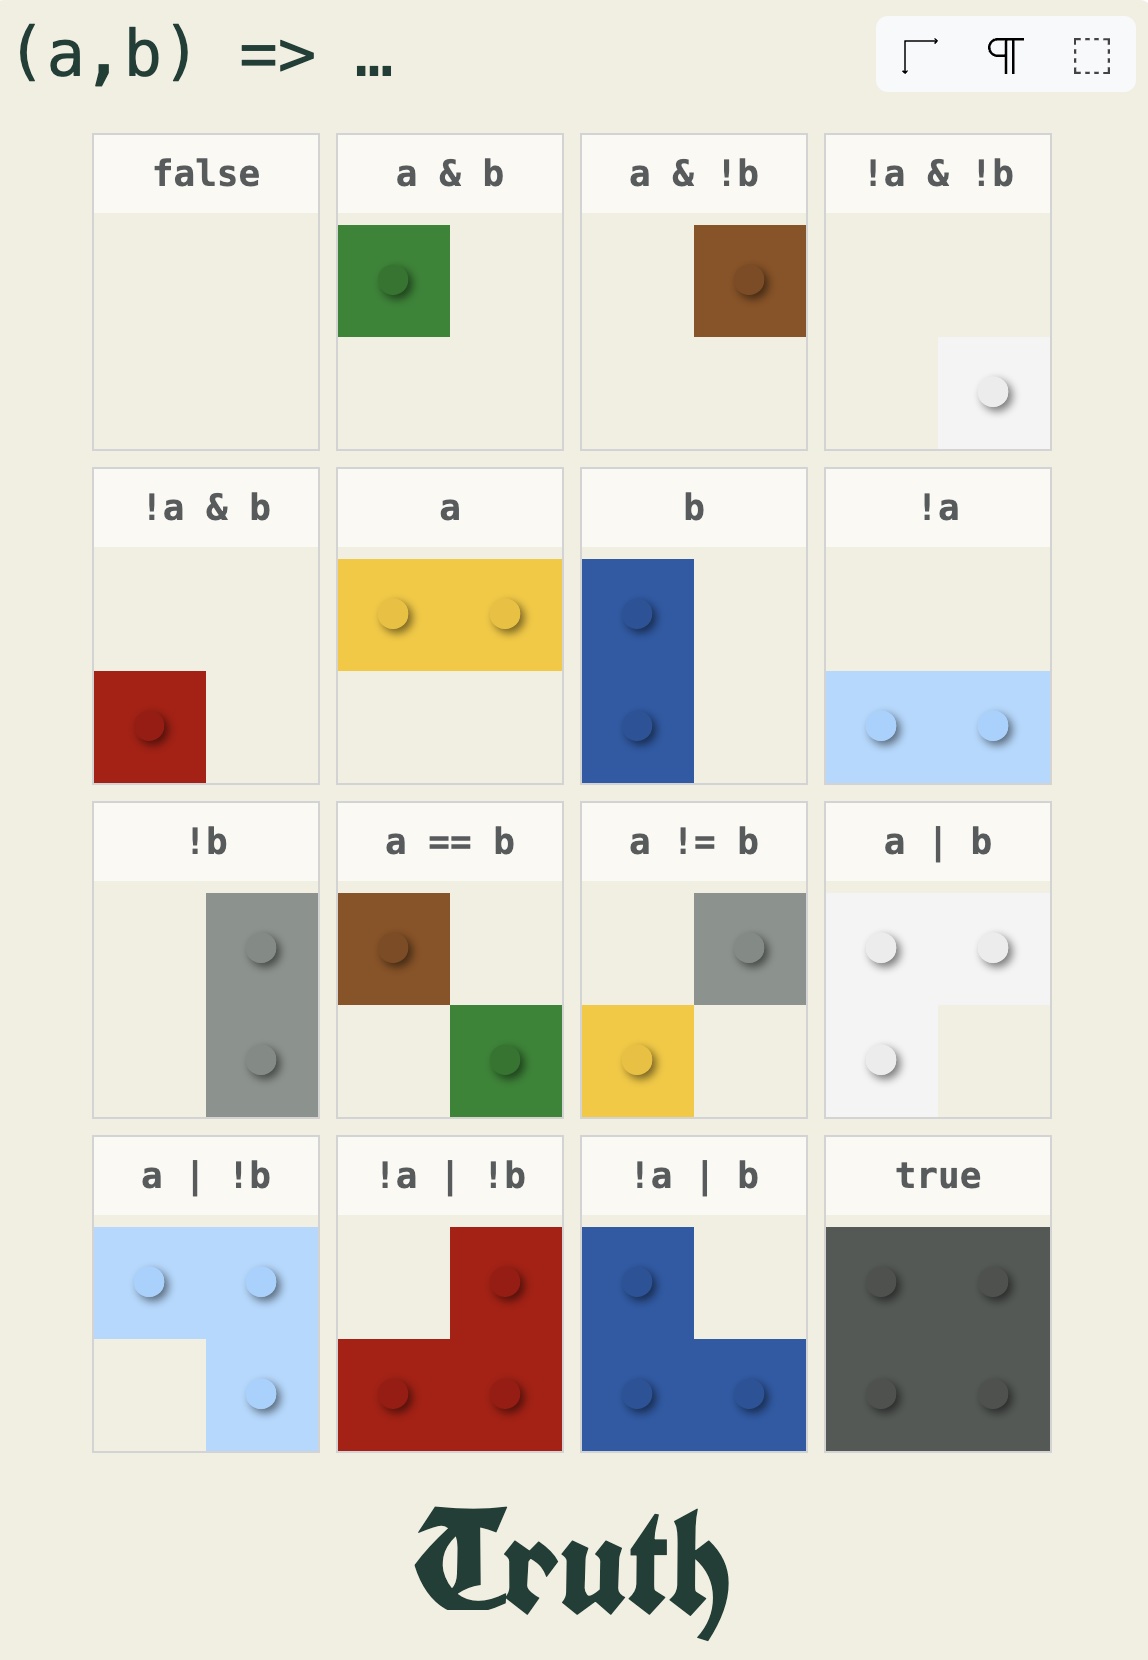 (a,b) => …
¶
false
a & b
a & !b
!a & !b
!a & b
a
b
!a
!b
a == b
a != b
a | b
a | !b
!a | !b
!a | b
true
Truth